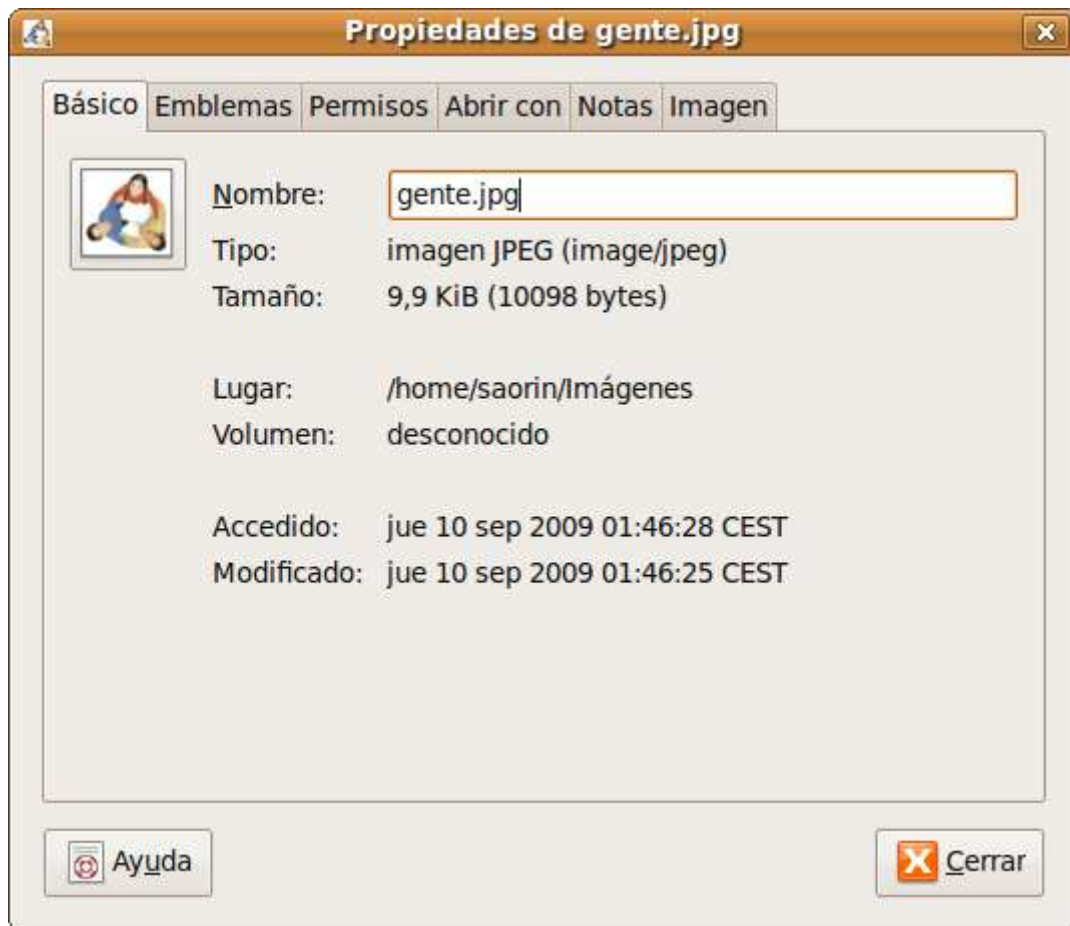 Propiedades de gente.jpg
Básico Emblemas Permisos Abrir con Notas Imagen
Nombre: gente.jpg
Tipo: imagen JPEG (image/jpeg)
Tamaño: 9,9 KiB (10098 bytes)
Lugar: /home/saorin/Imágenes
Volumen: desconocido
Accedido: jue 10 sep 2009 01:46:28 CEST
Modificado: jue 10 sep 2009 01:46:25 CEST
Ayuda Cerrar